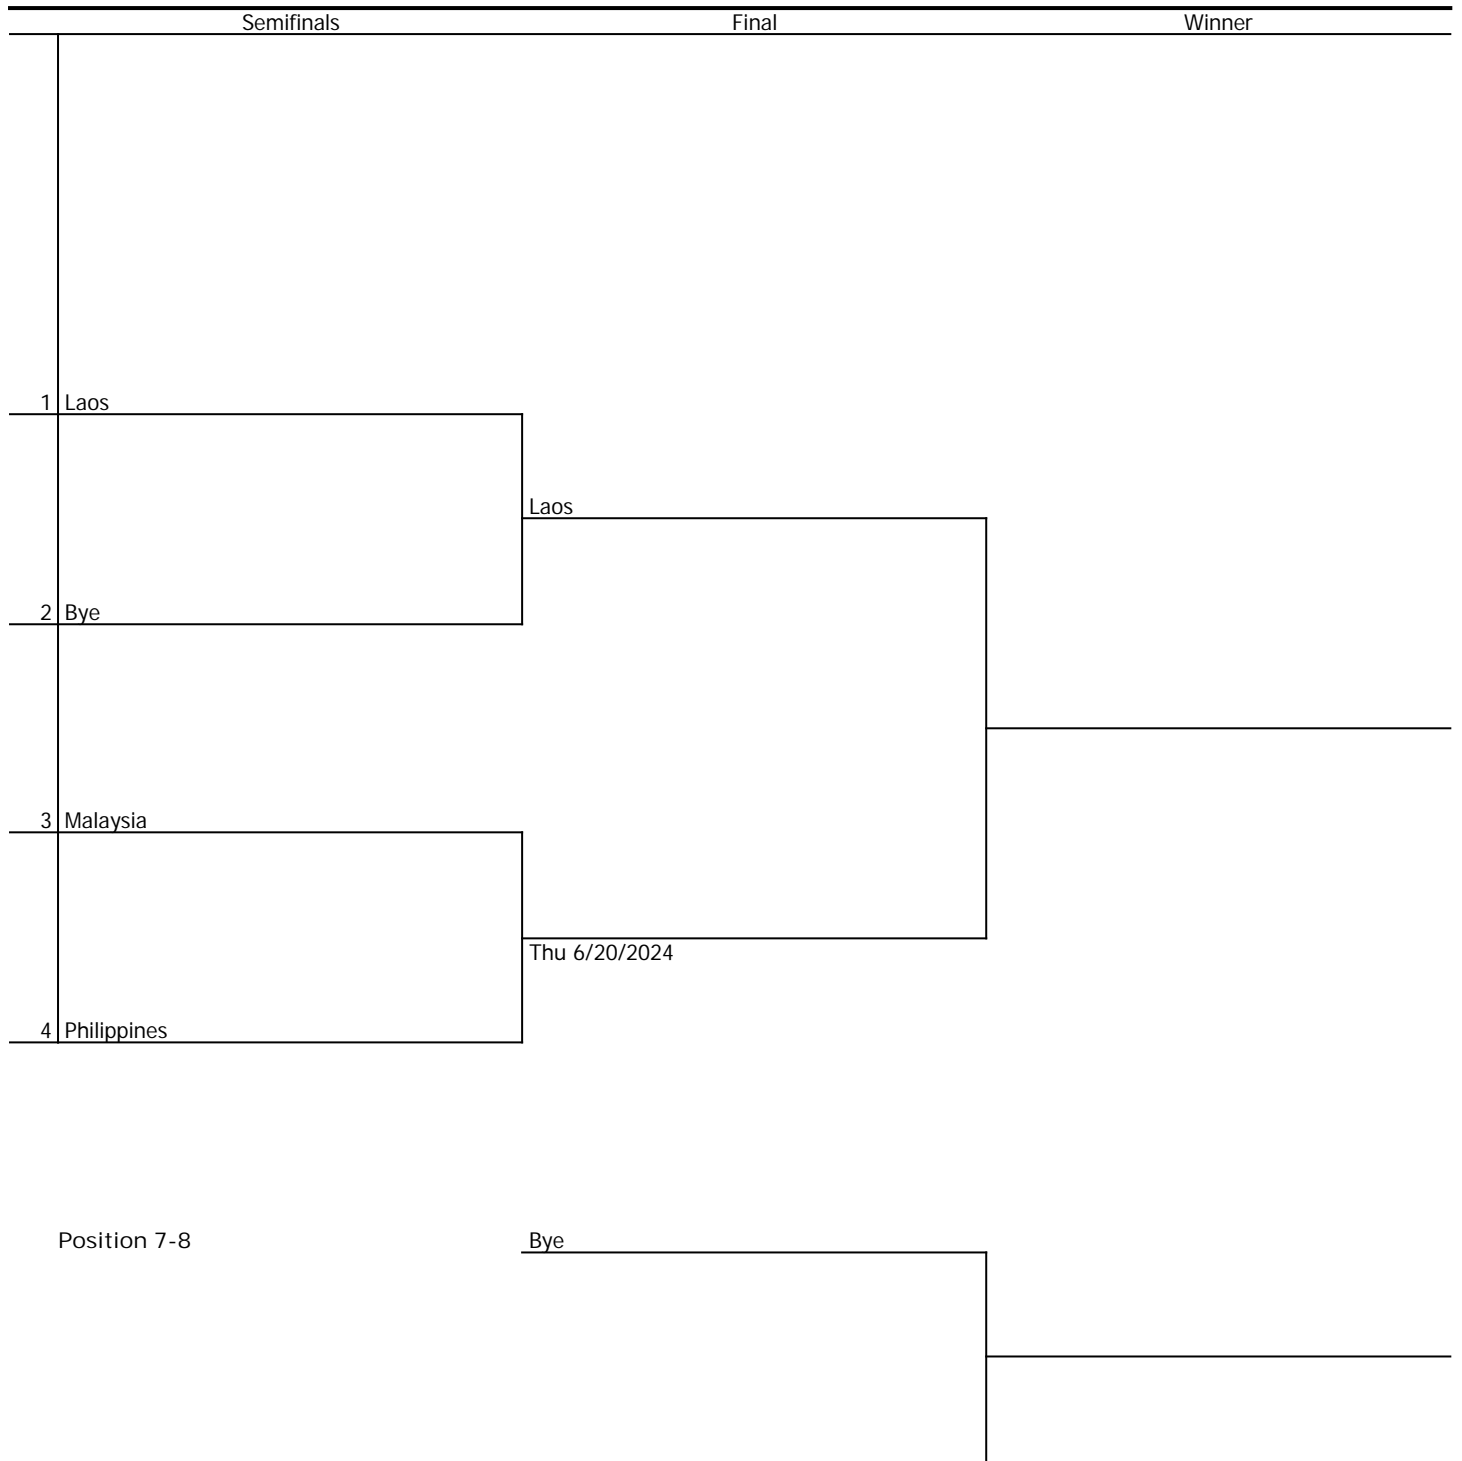 Semifinals Final Winner
1 Laos
Laos
2 Bye
3 Malaysia
Thu 6/20/2024
4 Philippines
Position 7-8 Bye